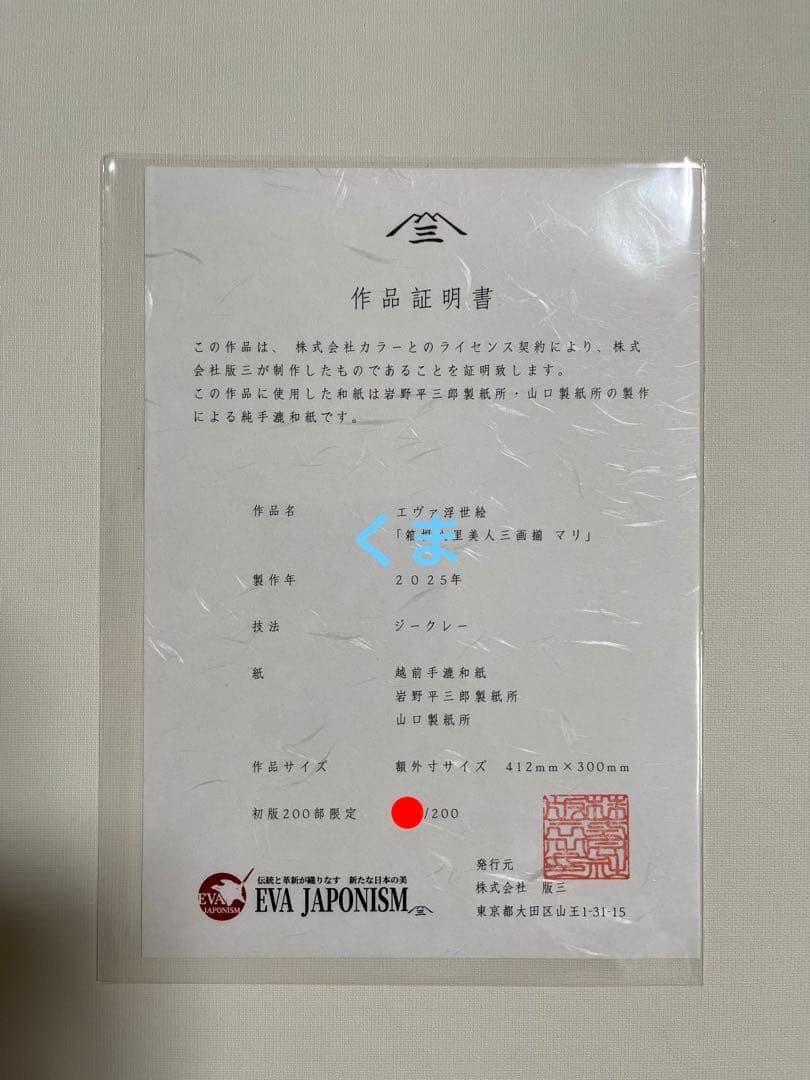 三
作品証明書
この作品は、 株式会社カラーとのライセンス契約により、株式
会社版三が制作したものであることを証明致します。
この作品に使用した和紙は岩野平三郎製紙所・山口製紙所の製作
による純手漉和紙です。
作品名 エヴァ浮世絵
「箱 里美人三画揃 マリ」
くま
製作年 2025年
技法 ジークレー
紙 越前手漉和紙
岩野平三郎製紙所
山口製紙所
作品サイズ 額外寸サイズ 412mm×300mm
初版200部限定 /200
発行元
株式会社 版三
東京都大田区山王1-31-15
伝統と革新が織りなす 新たな日本の美
EVA JAPONISM
EVA
JAPONISM